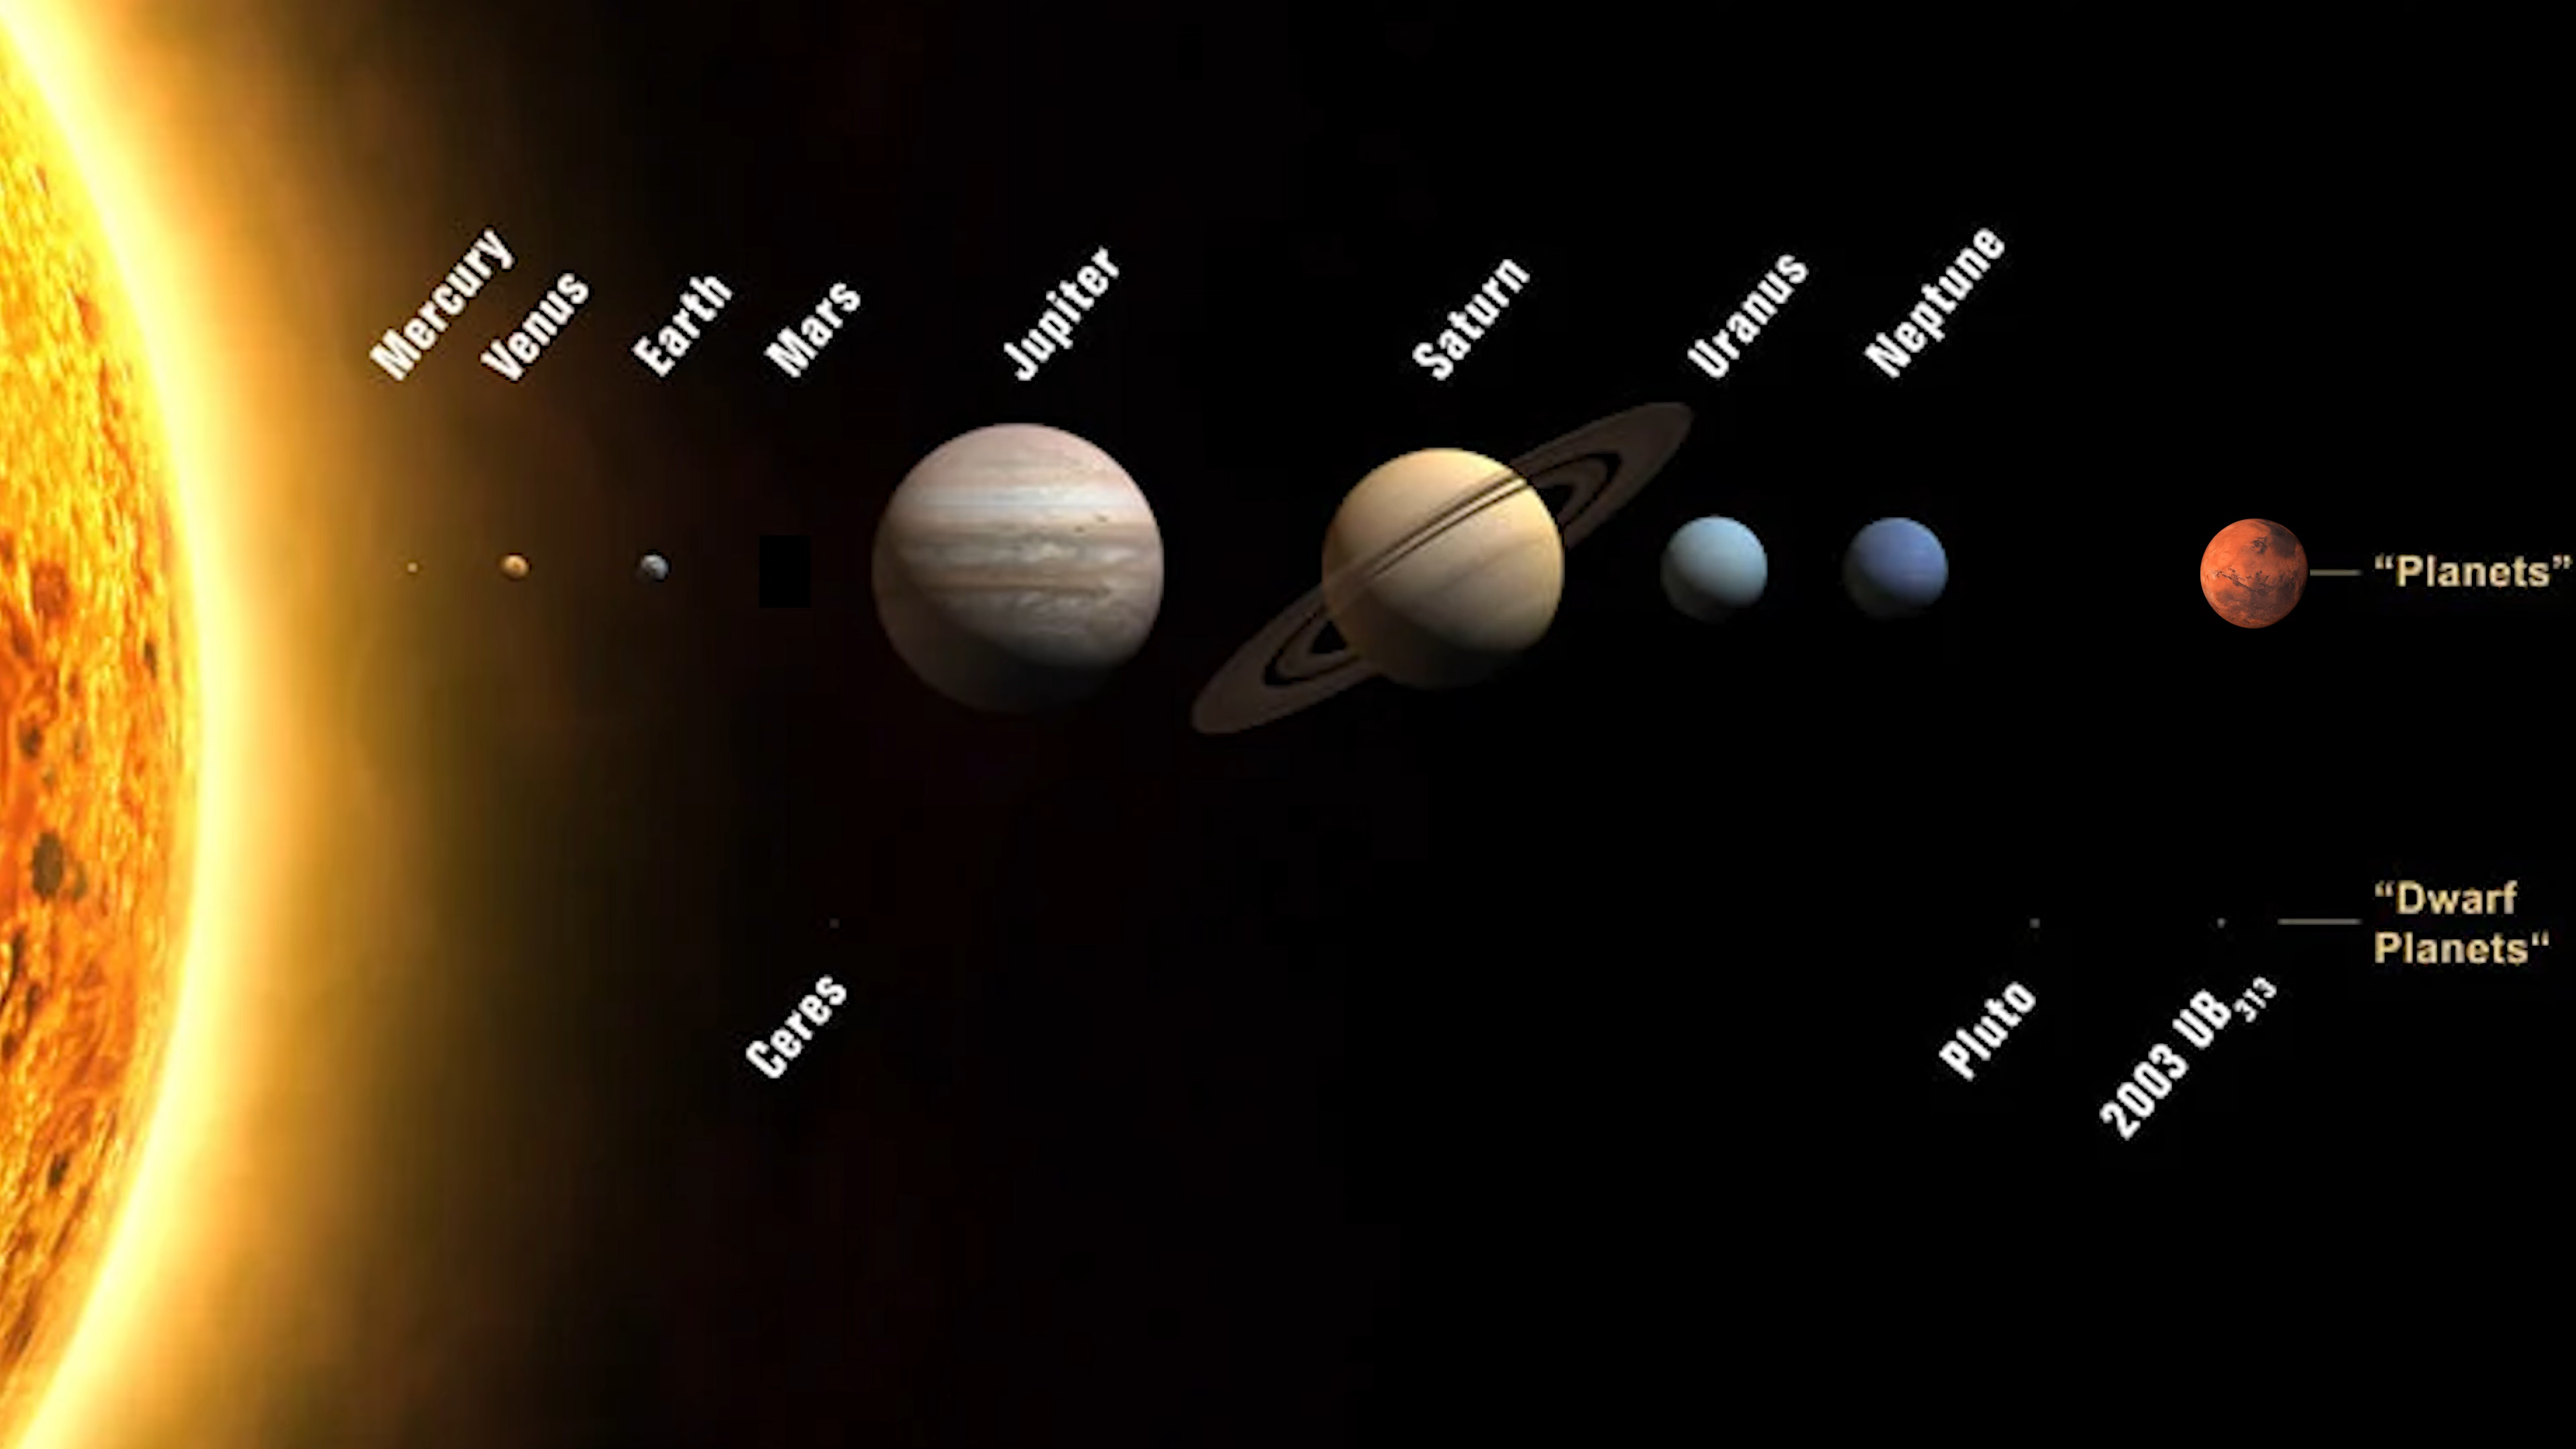 Mercury
Venus
Earth
Mars
Jupiter
Saturn
Uranus
Neptune
“Planets”
“Dwarf
Planets“
Ceres
Pluto
2003 UB313